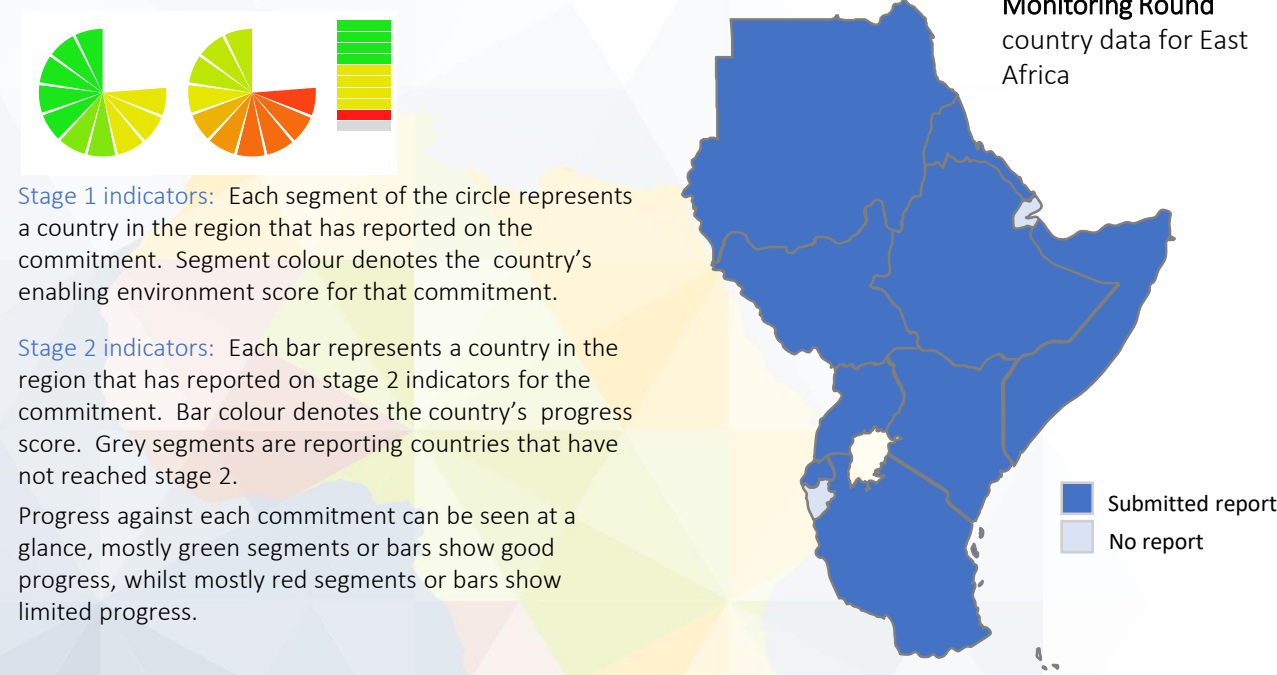 Monitoring Round
country data for East
Africa
Stage 1 indicators: Each segment of the circle represents
a country in the region that has reported on the
commitment. Segment colour denotes the country's
enabling environment score for that commitment.
Stage 2 indicators: Each bar represents a country in the
region that has reported on stage 2 indicators for the
commitment. Bar colour denotes the country's progress
score. Grey segments are reporting countries that have
not reached stage 2.
Progress against each commitment can be seen at a
glance, mostly green segments or bars show good
progress, whilst mostly red segments or bars show
limited progress.
Submitted report
No report